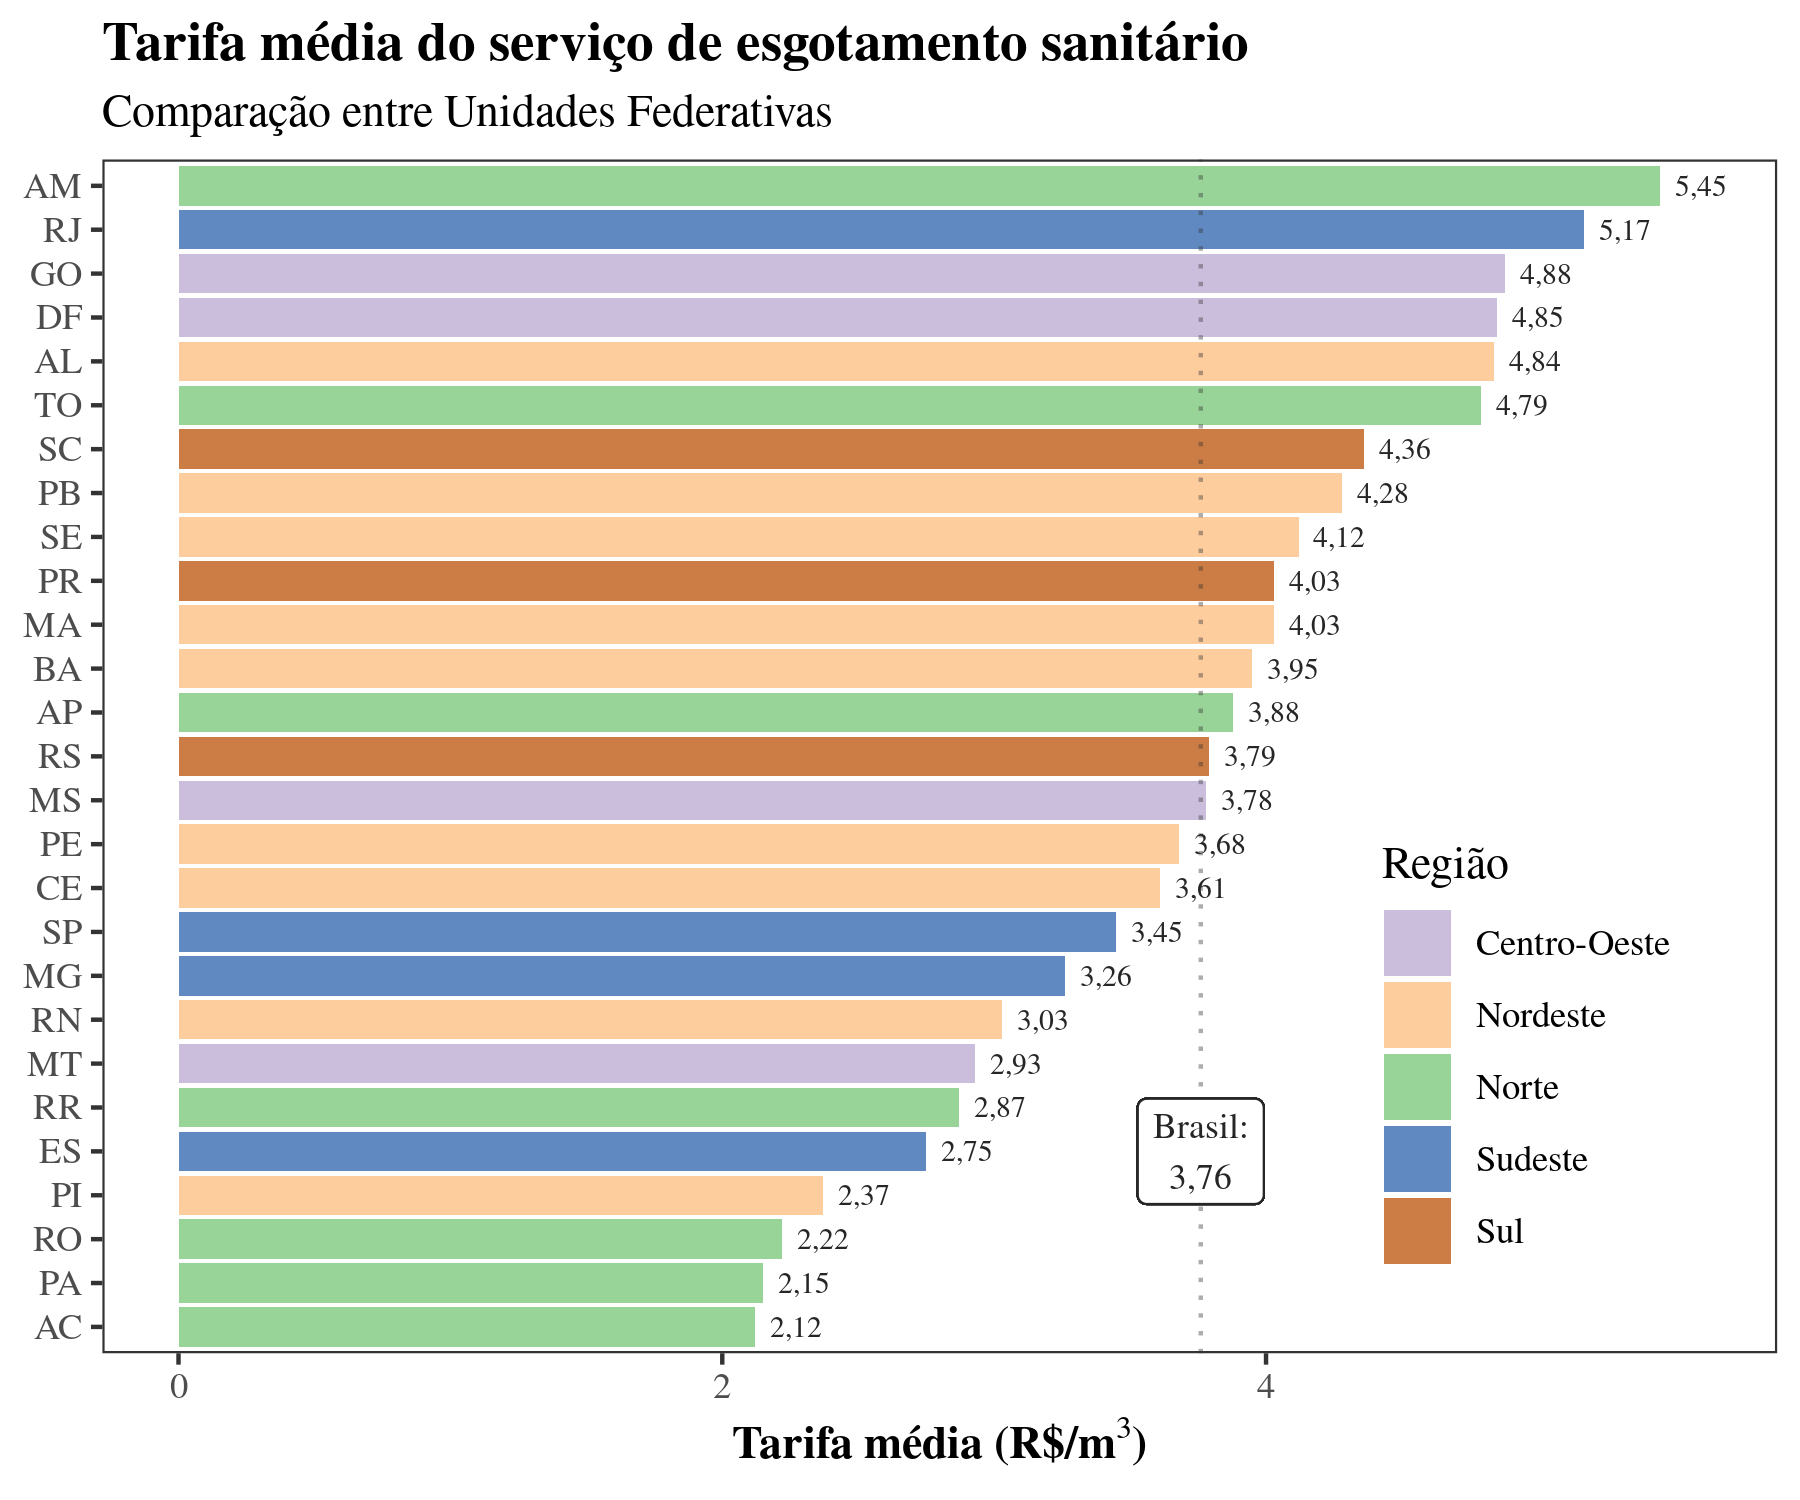 Tarifa média do serviço de esgotamento sanitário
Comparação entre Unidades Federativas
AM 5,45
RJ 5,17
GO 4,88
DF 4,85
AL 4,84
TO 4,79
SC 4,36
PB 4,28
SE 4,12
PR 4,03
MA 4,03
BA 3,95
AP 3,88
RS 3,79
MS 3,78
PE 3,68
CE 3,61
SP 3,45
MG 3,26
RN 3,03
MT 2,93
RR 2,87
ES 2,75
PI 2,37
RO 2,22
PA 2,15
AC 2,12
Brasil:
3,76
Região
Centro-Oeste
Nordeste
Norte
Sudeste
Sul
0 2 4
Tarifa média (R$/m³)